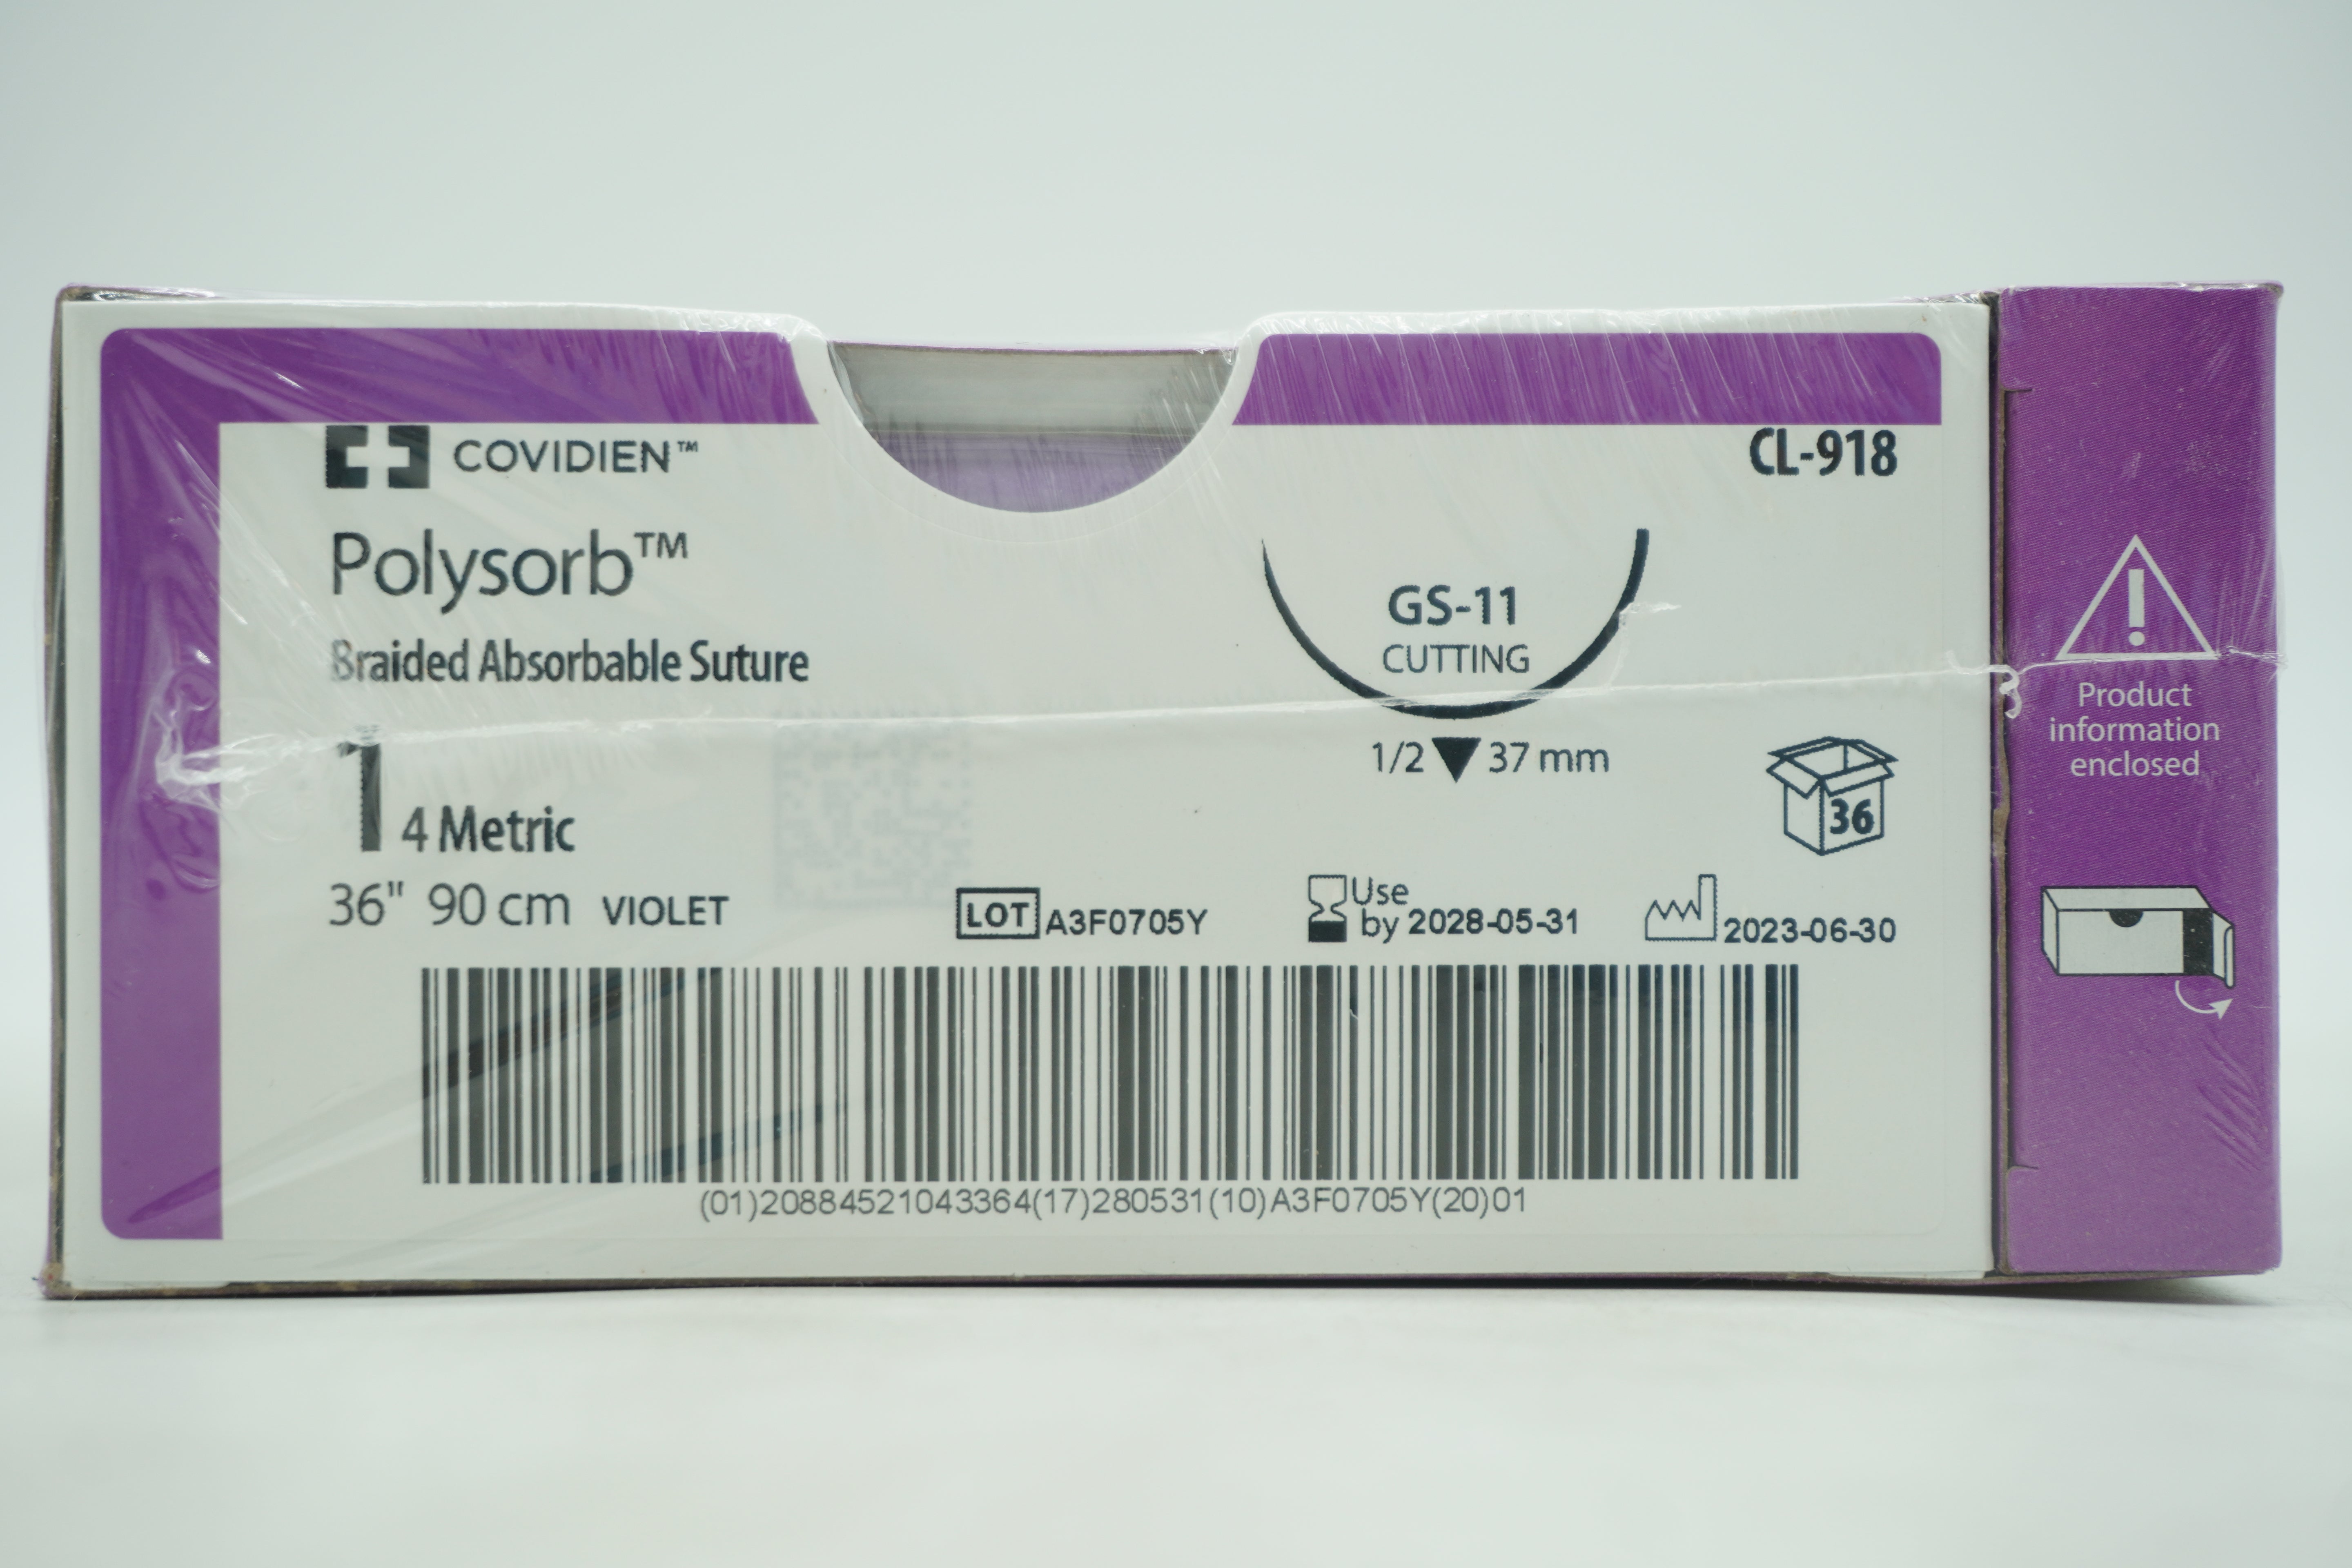 COVIDIEN™
CL-918
Polysorb™
Braided Absorbable Suture
GS-11
CUTTING
1/2 37 mm
1 4 Metric
36
36" 90 cm VIOLET
LOT A3F0705Y
Use
by 2028-05-31
2023-06-30
(01)20884521043364(17)280531(10)A3F0705Y(20)01
Product
information
enclosed